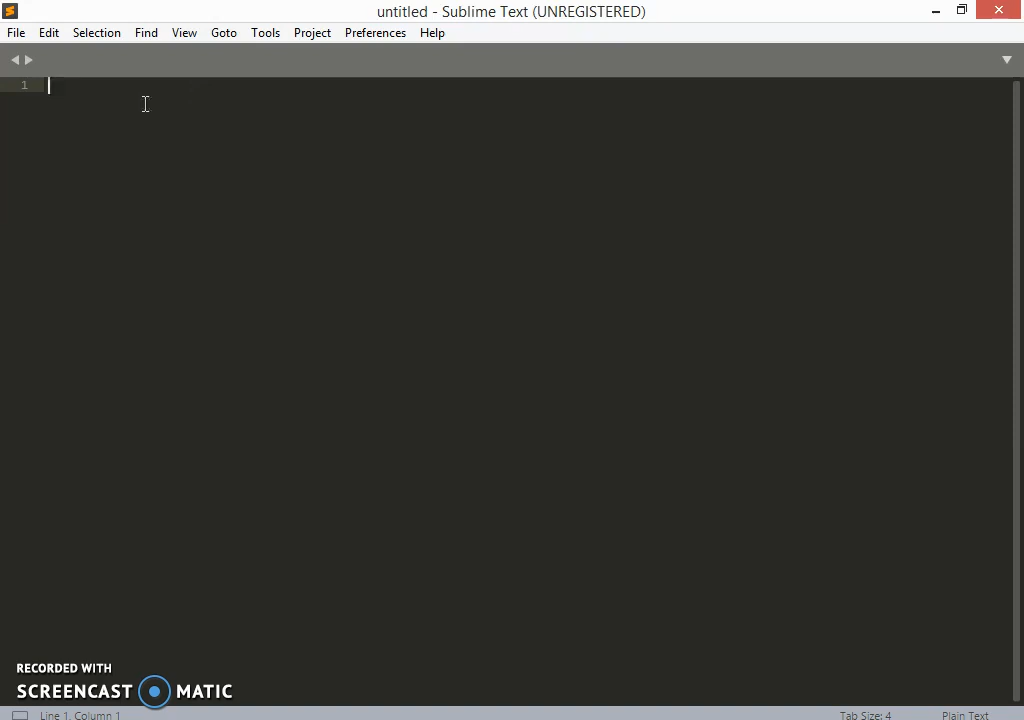 untitled - Sublime Text (UNREGISTERED)
File Edit Selection Find View Goto Tools Project Preferences Help
1
RECORDED WITH
SCREENCAST MATIC
Line 1, Column 1 Tab Size: 4 Plain Text